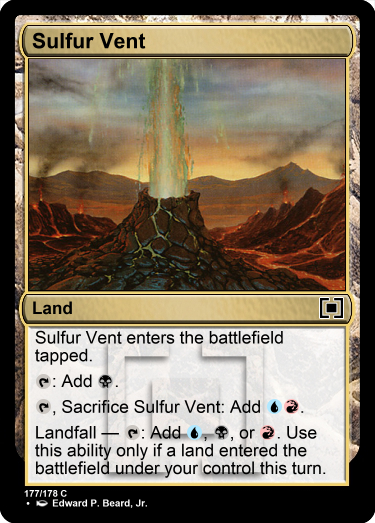 Sulfur Vent
Land
Sulfur Vent enters the battlefield
tapped.
: Add .
, Sacrifice Sulfur Vent: Add .
Landfall — : Add , , or . Use
this ability only if a land entered the
battlefield under your control this turn.
177/178 C
• Edward P. Beard, Jr.